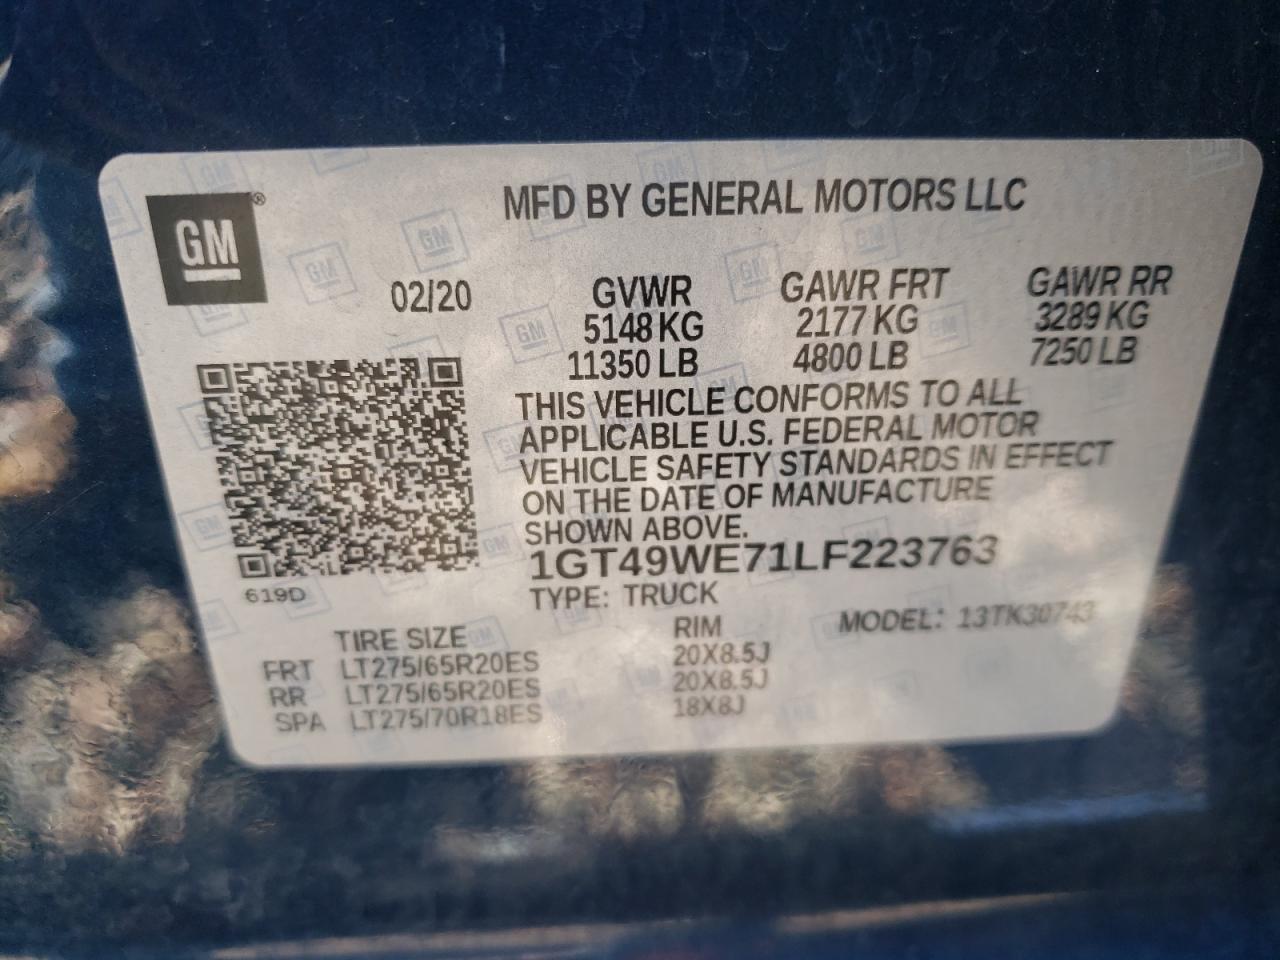 GM®
MFD BY GENERAL MOTORS LLC
02/20
GVWR GAWR FRT GAWR RR
5148 KG 2177 KG 3289 KG
11350 LB 4800 LB 7250 LB
THIS VEHICLE CONFORMS TO ALL
APPLICABLE U.S. FEDERAL MOTOR
VEHICLE SAFETY STANDARDS IN EFFECT
ON THE DATE OF MANUFACTURE
SHOWN ABOVE.
1GT49WE71LF223763
619D
TYPE: TRUCK
MODEL: 13TK30743
TIRE SIZE RIM
FRT LT275/65R20ES 20X8.5J
RR LT275/65R20ES 20X8.5J
SPA LT275/70R18ES 18X8J